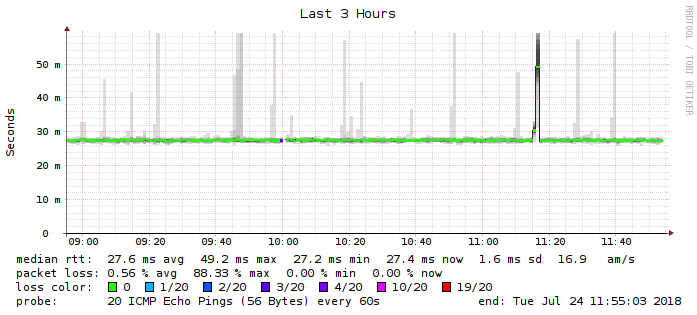 Last 3 Hours
RRDTOOL / TOBI OETIKER
Seconds
50 m
40 m
30 m
20 m
10 m
0
09:00 09:20 09:40 10:00 10:20 10:40 11:00 11:20 11:40
median rtt: 27.6 ms avg 49.2 ms max 27.2 ms min 27.4 ms now 1.6 ms sd 16.9 am/s
packet loss: 0.56 % avg 88.33 % max 0.00 % min 0.00 % now
loss color: 0 1/20 2/20 3/20 4/20 10/20 19/20
probe: 20 ICMP Echo Pings (56 Bytes) every 60s end: Tue Jul 24 11:55:03 2018